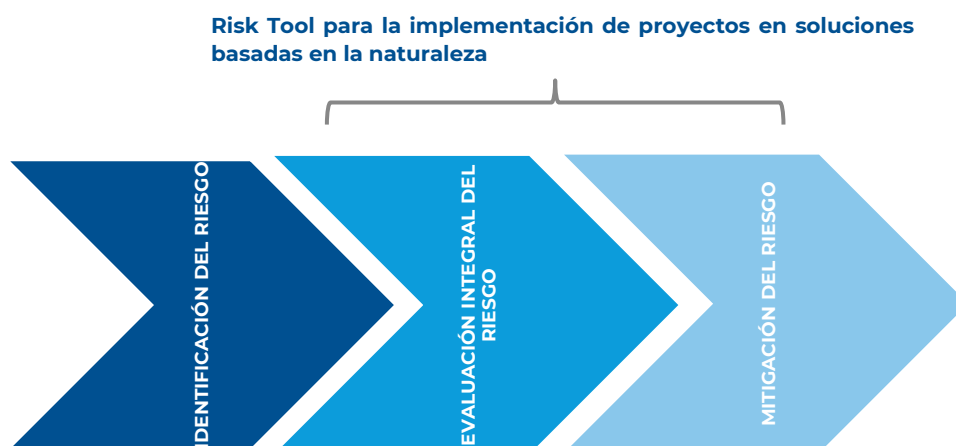 Risk Tool para la implementación de proyectos en soluciones
basadas en la naturaleza
IDENTIFICACIÓN DEL RIESGO
EVALUACIÓN INTEGRAL DEL
RIESGO
MITIGACIÓN DEL RIESGO